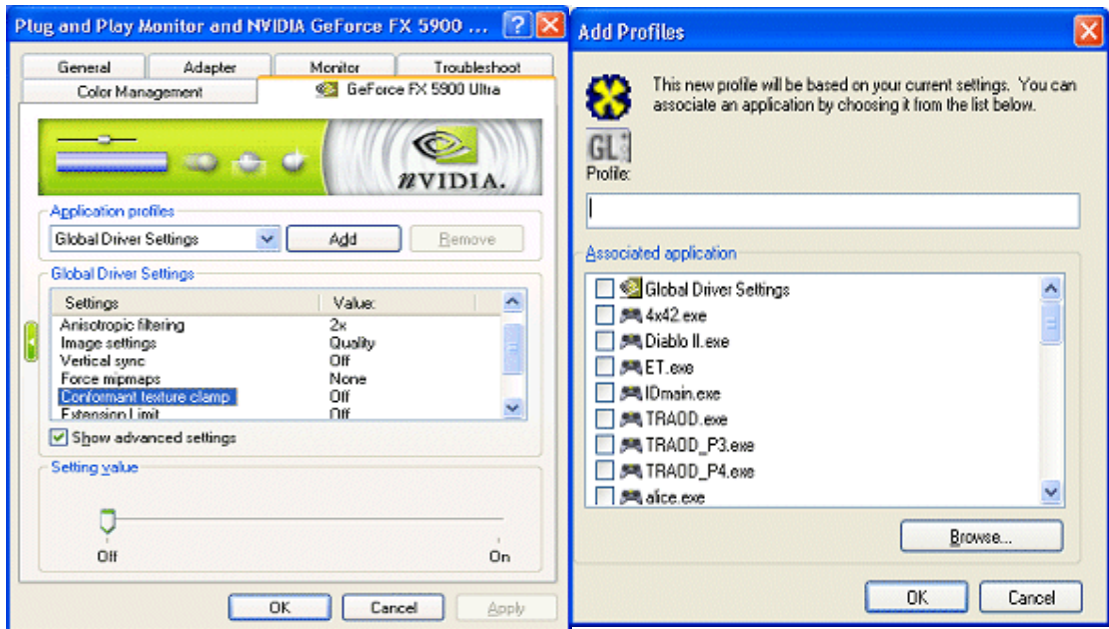 Plug and Play Monitor and NVIDIA GeForce FX 5900 ...
General Adapter Monitor Troubleshoot
Color Management GeForce FX 5900 Ultra
nVIDIA.
Application profiles
Global Driver Settings Add Remove
Global Driver Settings
Settings Value:
Anisotropic filtering 2x
Image settings Quality
Vertical sync Off
Force mipmaps None
Conformant texture clamp Off
Extension Limit Off
Show advanced settings
Setting value
Off On
OK Cancel Apply
Add Profiles
This new profile will be based on your current settings. You can
associate an application by choosing it from the list below.
GL
Profile:
Associated application
Global Driver Settings
4x42.exe
Diablo II.exe
ET.exe
IDmain.exe
TRAOD.exe
TRAOD_P3.exe
TRAOD_P4.exe
alice.exe
Browse...
OK Cancel